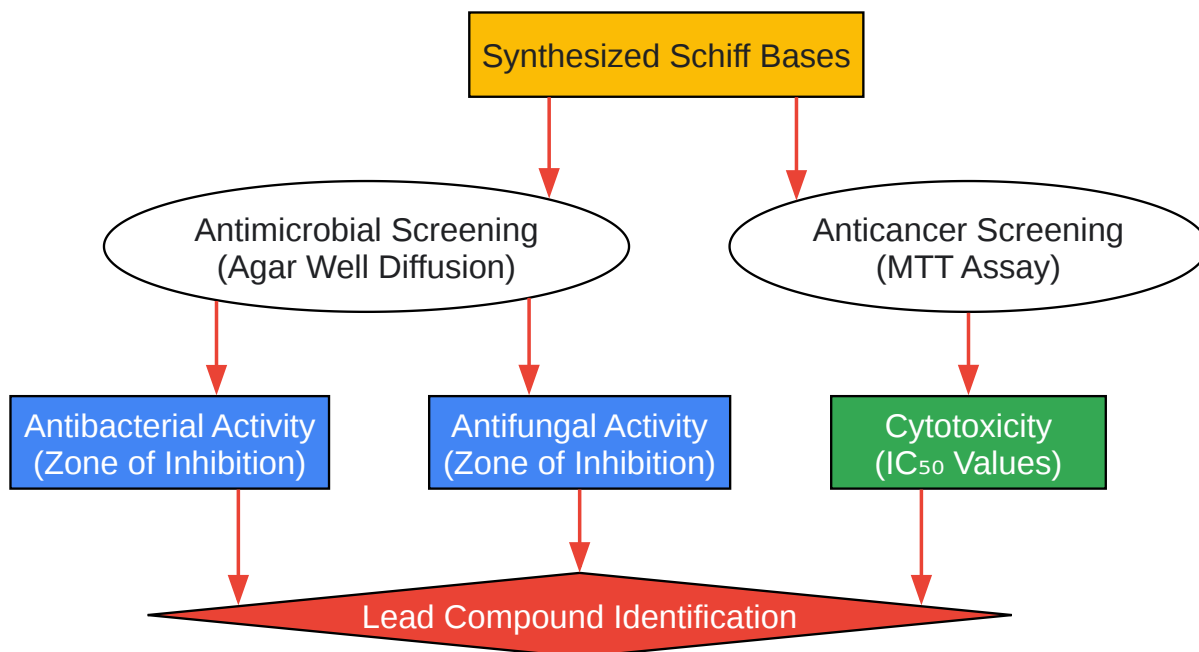 Synthesized Schiff Bases
Antimicrobial Screening
(Agar Well Diffusion)
Anticancer Screening
(MTT Assay)
Antibacterial Activity
(Zone of Inhibition)
Antifungal Activity
(Zone of Inhibition)
Cytotoxicity
(IC₅₀ Values)
Lead Compound Identification